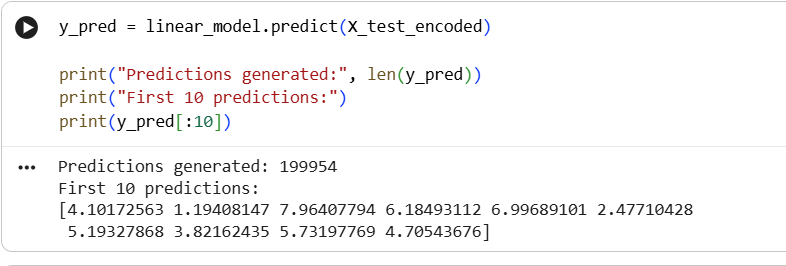 y_pred = linear_model.predict(X_test_encoded)
print("Predictions generated:", len(y_pred))
print("First 10 predictions:")
print(y_pred[:10])
Predictions generated: 199954
First 10 predictions:
[4.10172563 1.19408147 7.96407794 6.18493112 6.99689101 2.47710428
5.19327868 3.82162435 5.73197769 4.70543676]